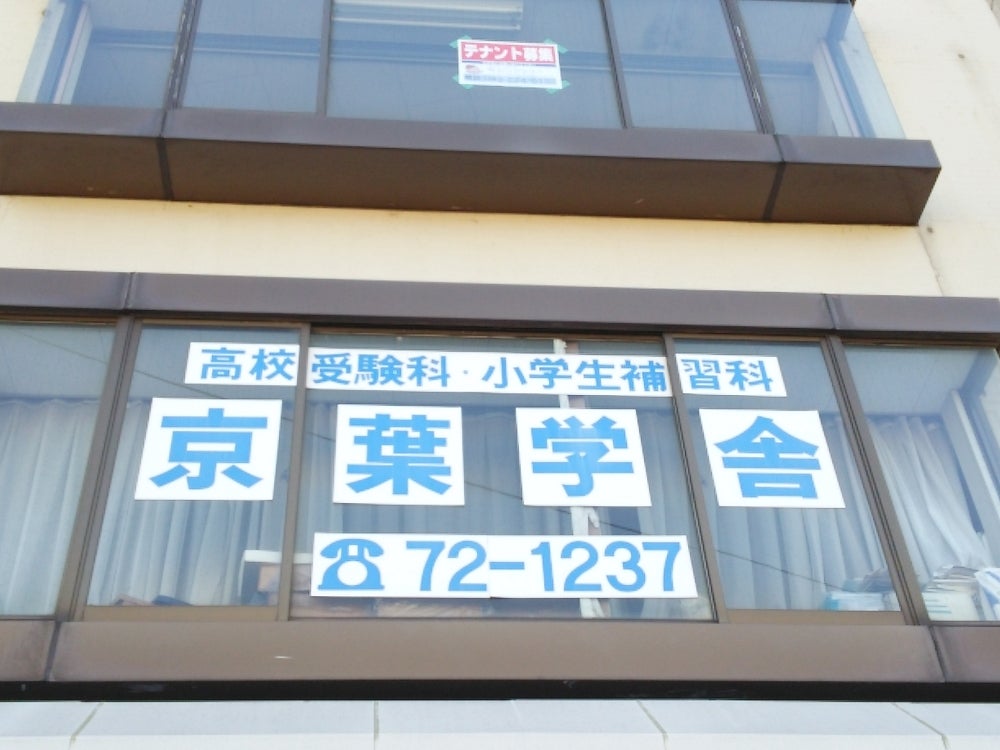 テナント募集
高校受験科・小学生補習科
京葉学舎
☎72-1237